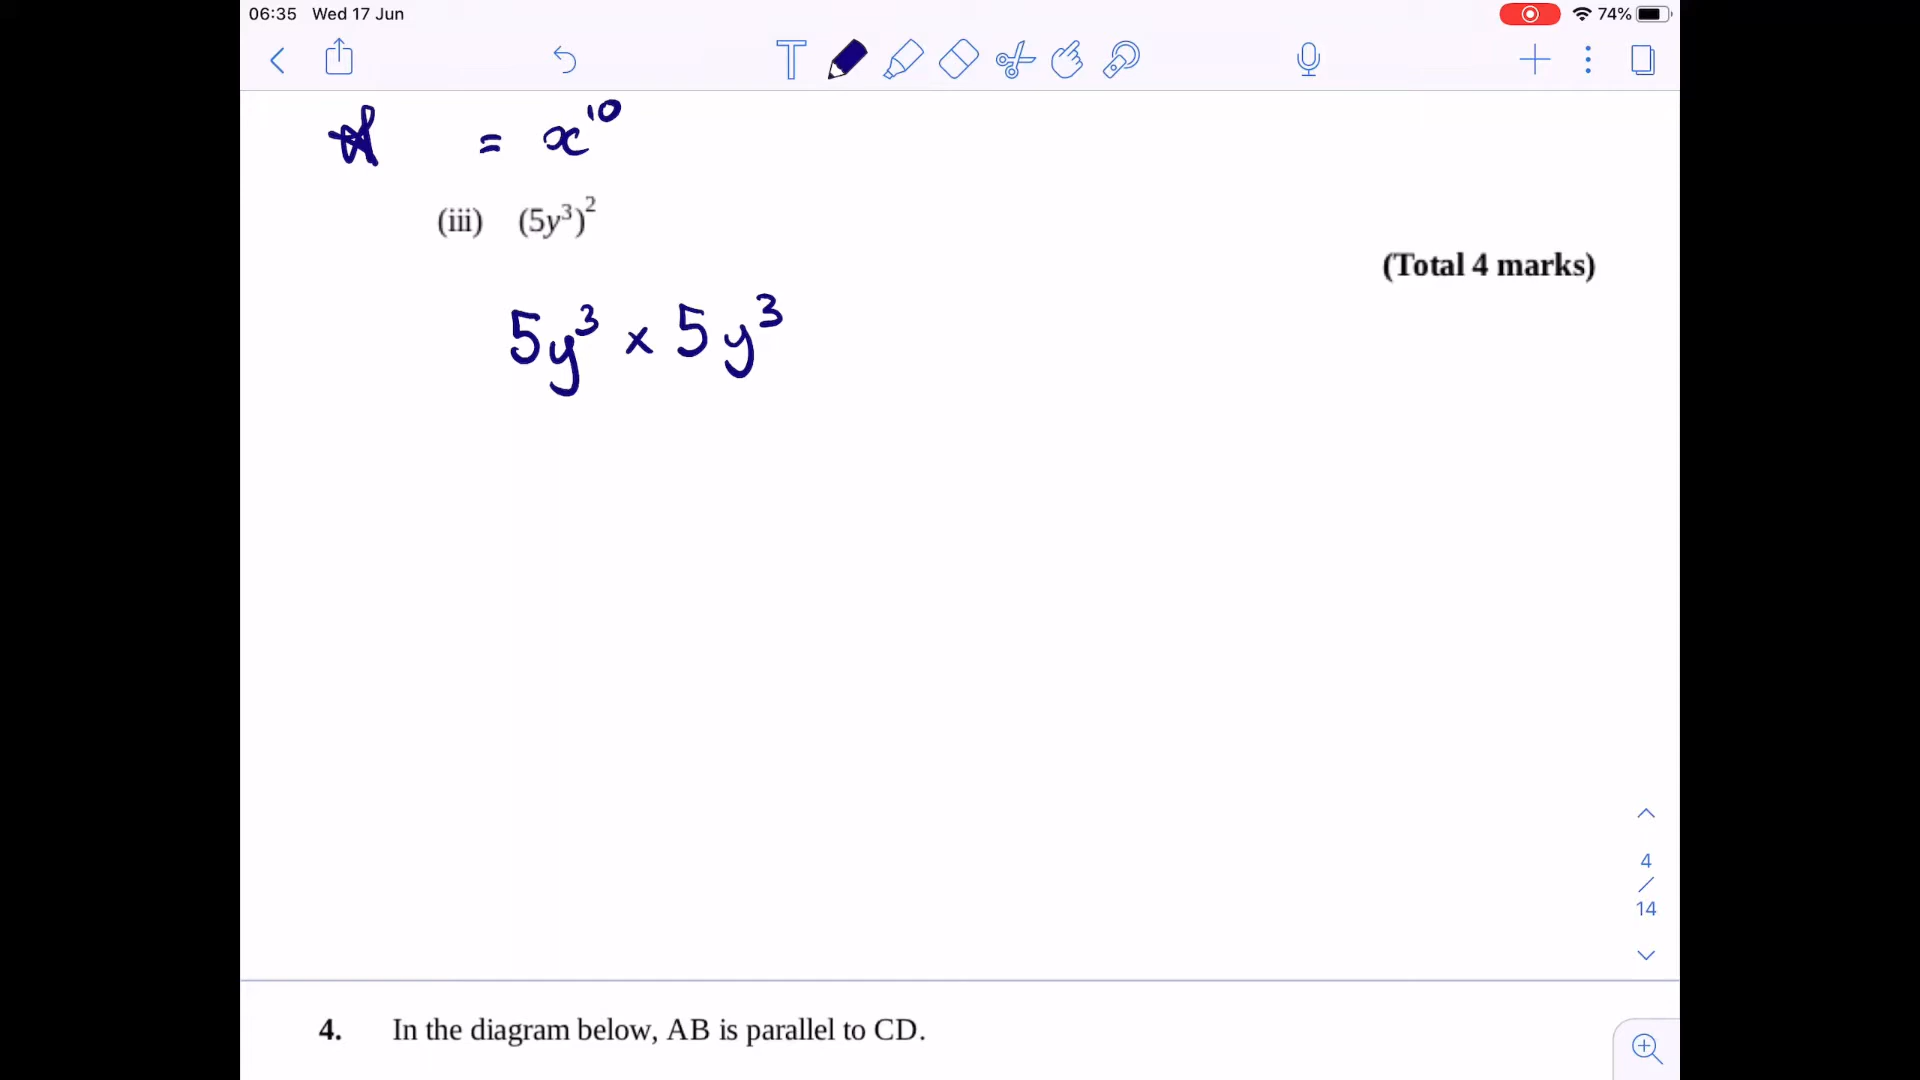 06:35 Wed 17 Jun 74%
= x¹⁰
(iii) (5y³)²
(Total 4 marks)
5y³ × 5y³
4
/
14
4. In the diagram below, AB is parallel to CD.